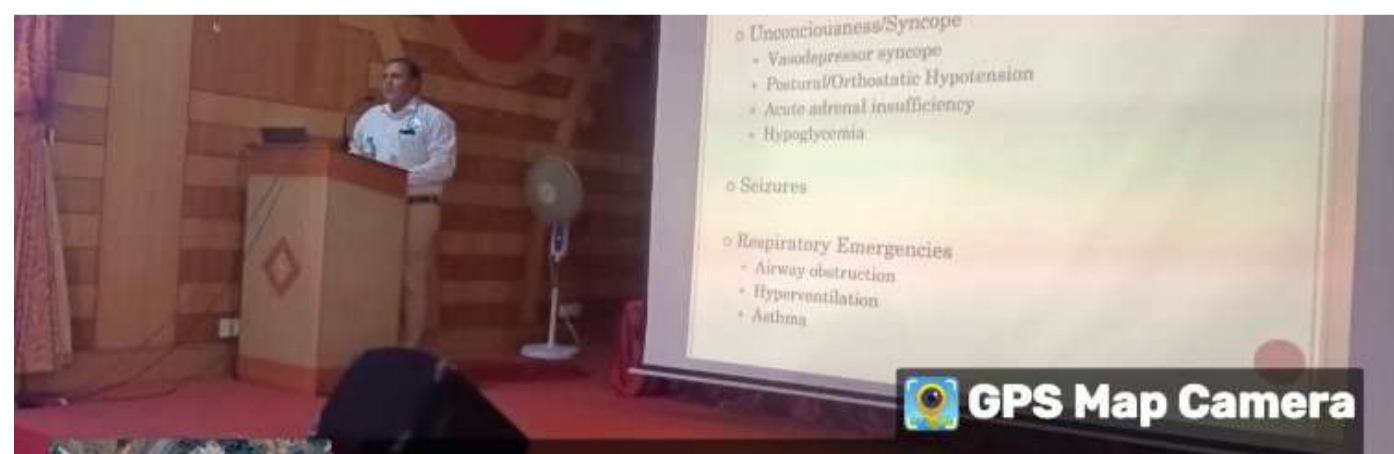 o Unconciousness/Syncope
• Vasodepressor syncope
• Postural/Orthostatic Hypotension
• Acute adrenal insufficiency
• Hypoglycemia
o Seizures
o Respiratory Emergencies
• Airway obstruction
• Hyperventilation
• Asthma
GPS Map Camera